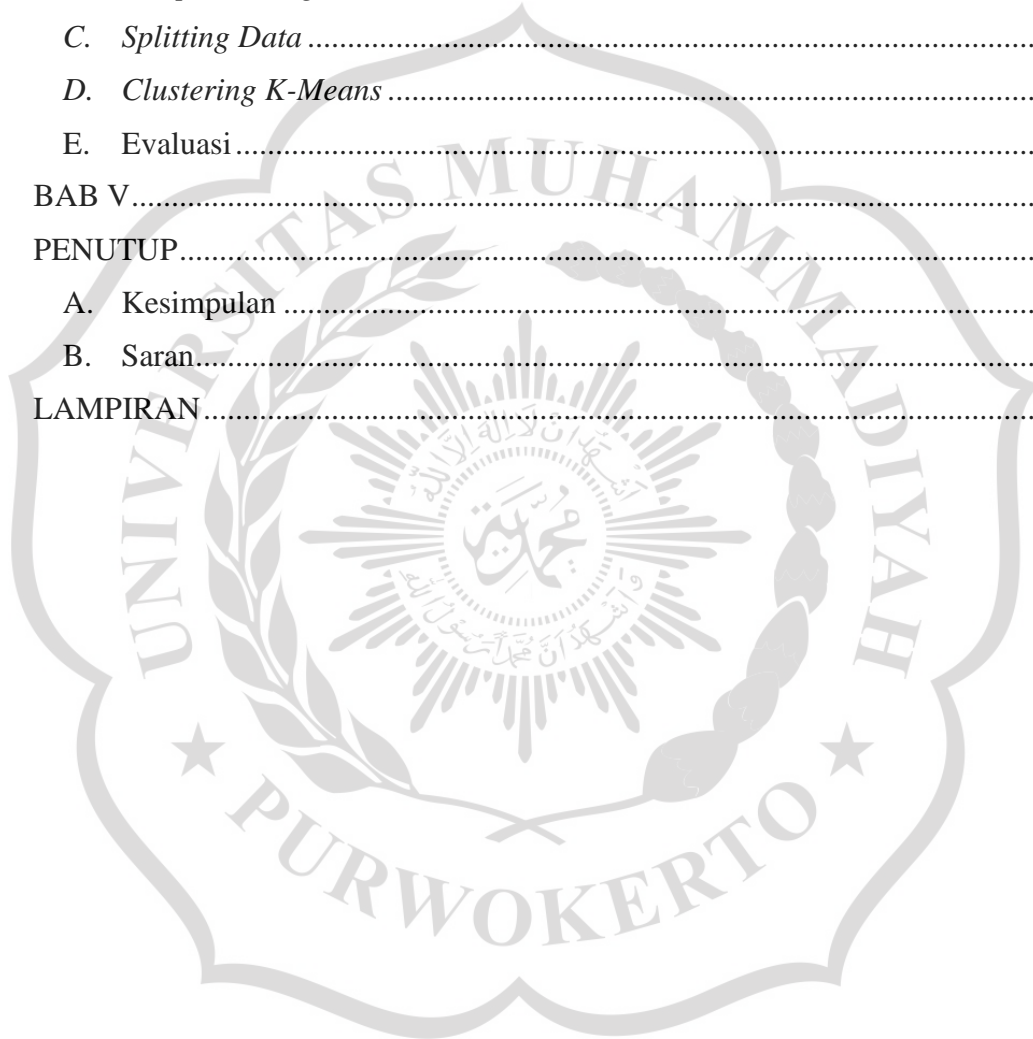 C. Splitting Data ........................................................................
D. Clustering K-Means ........................................................................
E. Evaluasi ........................................................................
BAB V ........................................................................
PENUTUP ........................................................................
A. Kesimpulan ........................................................................
B. Saran ........................................................................
LAMPIRAN ........................................................................
UNIVERSITAS MUHAMMADIYAH
PURWOKERTO